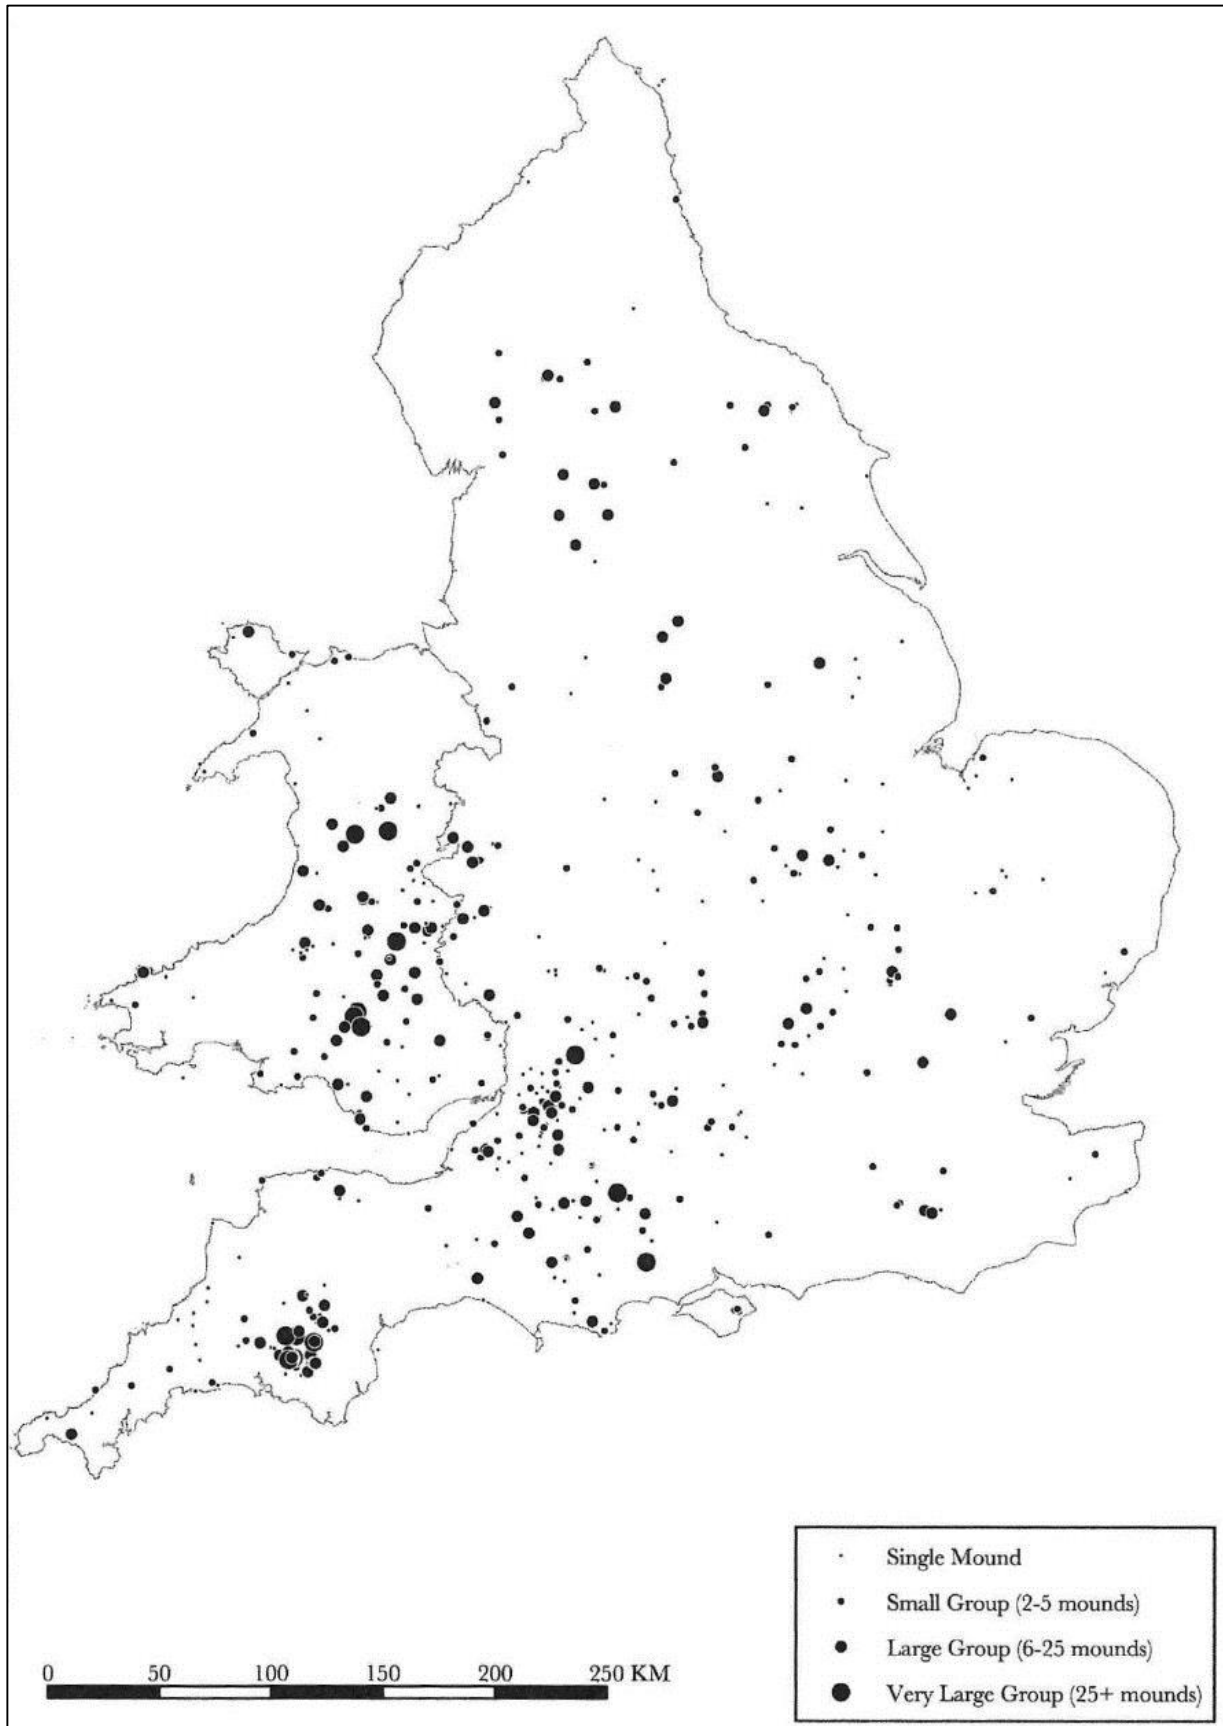 Single Mound
Small Group (2-5 mounds)
Large Group (6-25 mounds)
Very Large Group (25+ mounds)
0 50 100 150 200 250 KM